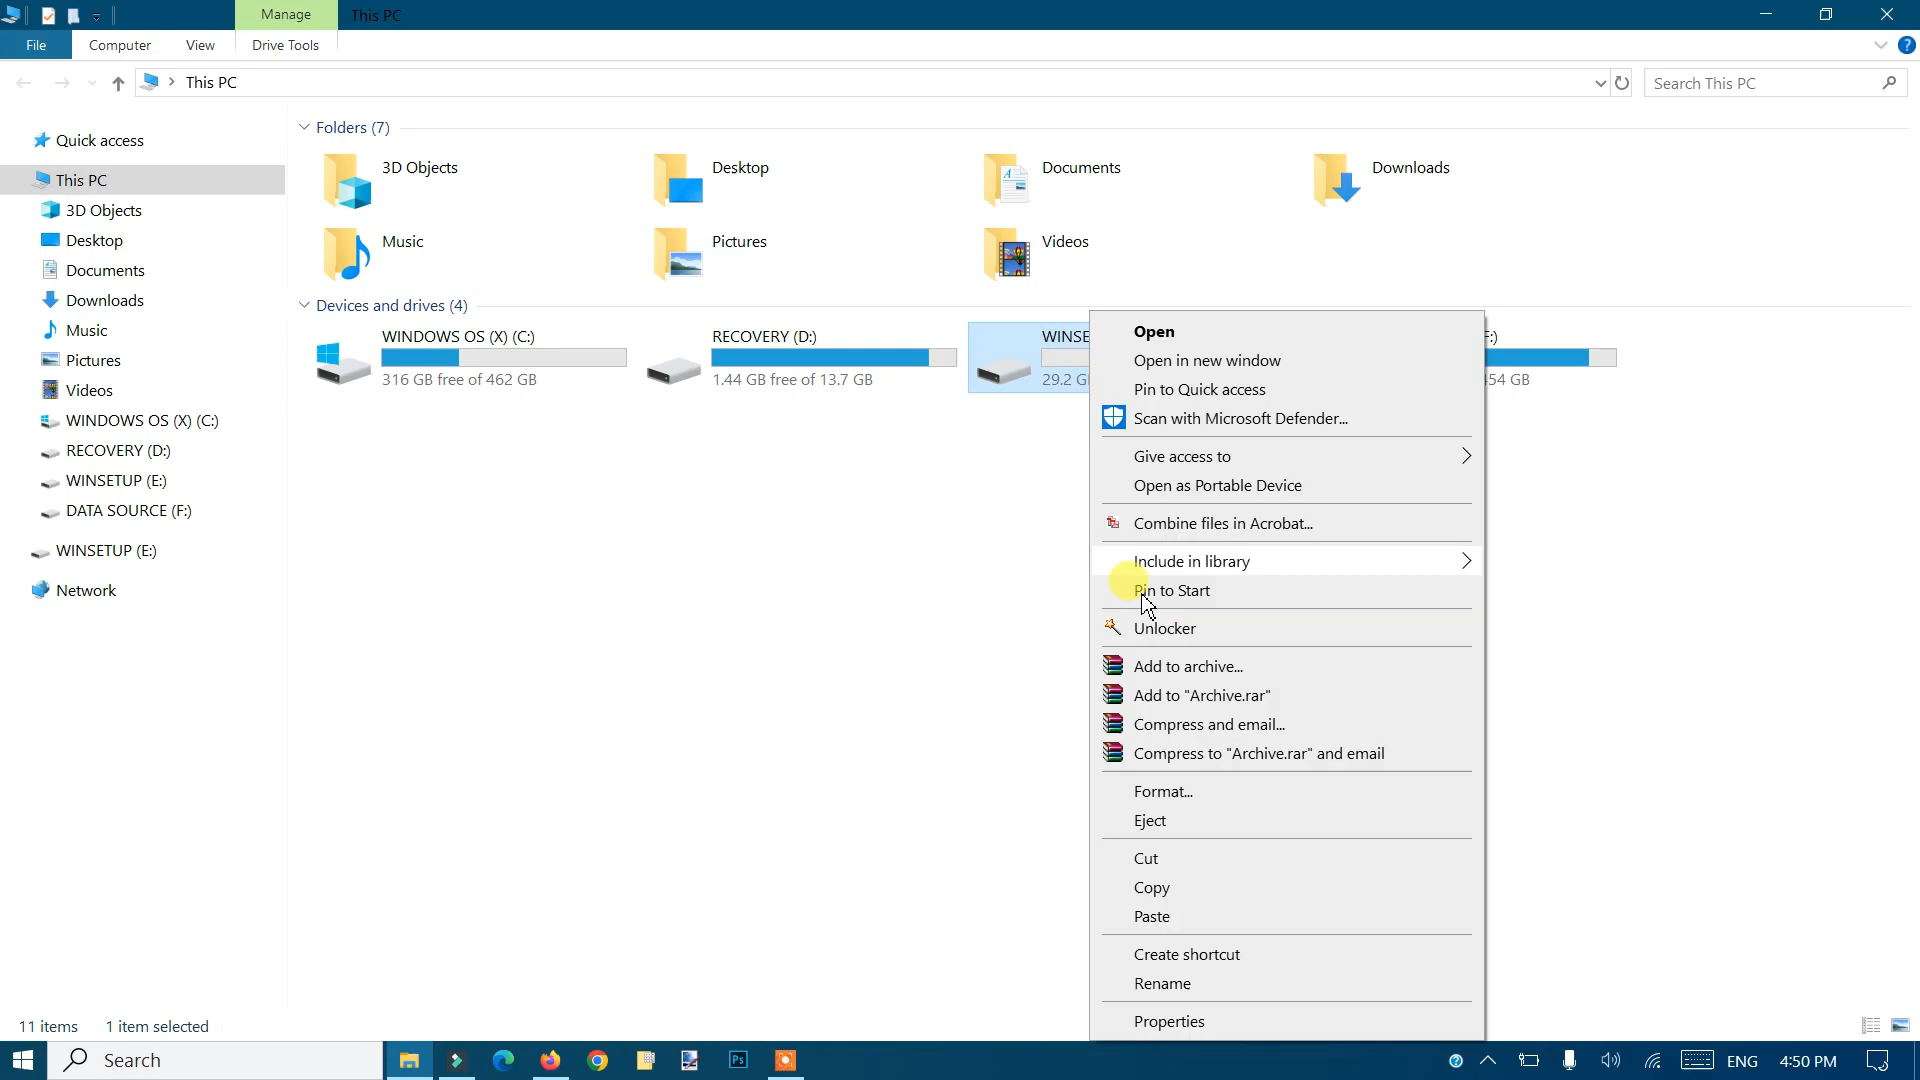 Manage
This PC
File
Computer
View
Drive Tools
This PC
Search This PC
Quick access
This PC
3D Objects
Desktop
Documents
Downloads
Music
Pictures
Videos
WINDOWS OS (X) (C:)
RECOVERY (D:)
WINSETUP (E:)
DATA SOURCE (F:)
WINSETUP (E:)
Network
Folders (7)
3D Objects
Desktop
Documents
Downloads
Music
Pictures
Videos
Devices and drives (4)
WINDOWS OS (X) (C:)
316 GB free of 462 GB
RECOVERY (D:)
1.44 GB free of 13.7 GB
WINSE
29.2 G
F:)
454 GB
Open
Open in new window
Pin to Quick access
Scan with Microsoft Defender...
Give access to
Open as Portable Device
Combine files in Acrobat...
Include in library
Pin to Start
Unlocker
Add to archive...
Add to "Archive.rar"
Compress and email...
Compress to "Archive.rar" and email
Format...
Eject
Cut
Copy
Paste
Create shortcut
Rename
Properties
11 items
1 item selected
Search
Ps
ENG
4:50 PM